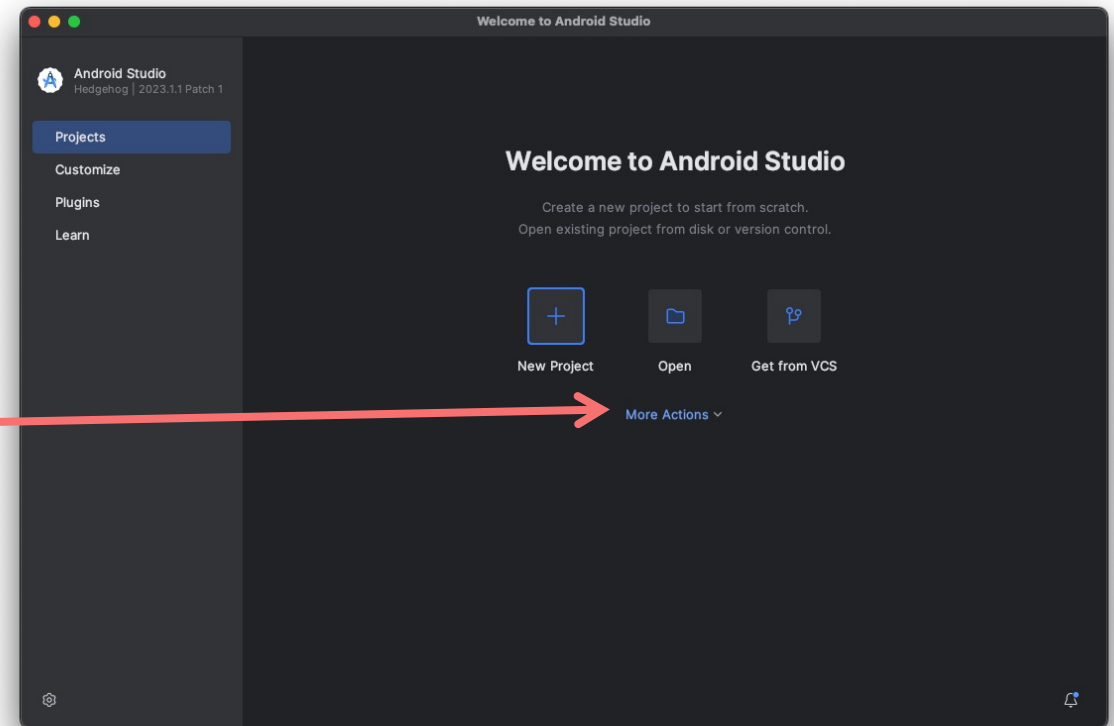 Welcome to Android Studio
Android Studio
Hedgehog | 2023.1.1 Patch 1
Projects
Customize
Plugins
Learn
Welcome to Android Studio
Create a new project to start from scratch.
Open existing project from disk or version control.
New Project
Open
Get from VCS
More Actions